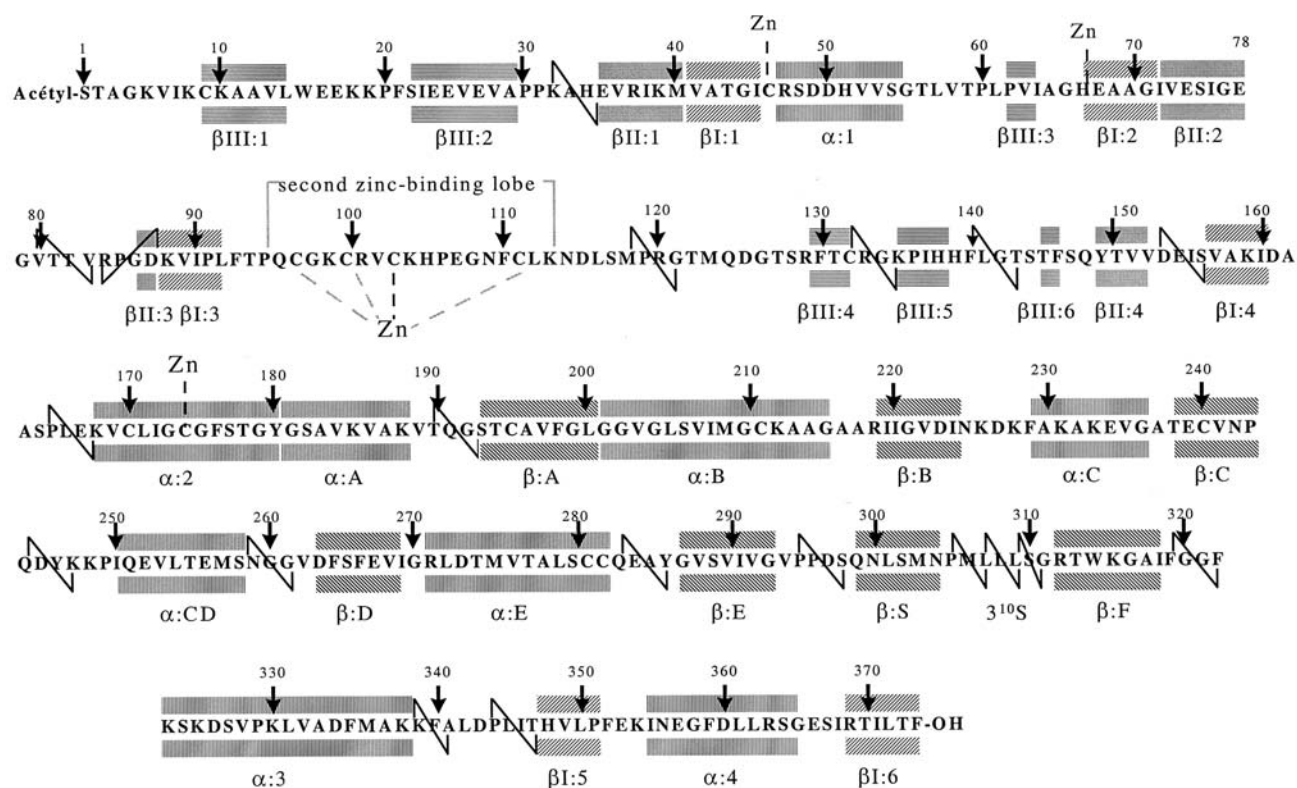 Zn Zn
1 10 20 30 40 50 60 70 78
Acétyl-STAGKVIKCKAAVLWEEKKPFSIEEVEVAPPKAHEVRIKMVATGICRSDDHVVSGTLVTPLPVIAGHEAAGIVESIGE
βIII:1 βIII:2 βII:1 βI:1 α:1 βIII:3 βI:2 βII:2
second zinc-binding lobe
80 90 100 110 120 130 140 150 160
GVTTVRPGDKVIPLFTPQCGKCRVCKHPEGNFCLKNDLSMPRGTMQDGTSRFTCRGKPIHHFLGTSTFSQYTVVDEISVAKIDA
βII:3 βI:3 βIII:4 βIII:5 βIII:6 βII:4 βI:4
Zn
Zn
170 180 190 200 210 220 230 240
ASPLEKVCLIGCGFSTGYGSAVKVAKVTQGSTCAVFGLGGVGLSVIMGCKAAGAARIIGVDINKDKFAKAKEVGATECVNP
α:2 α:A β:A α:B β:B α:C β:C
250 260 270 280 290 300 310 320
QDYKKPIQEVLTEMSNGGVDFSFEVIGRLDTMVTALSCCQEAYGVSVIVGVPPDSQNLSMNPMLLLSGRTWKGAIFGGF
α:CD β:D α:E β:E β:S 3¹⁰S β:F
330 340 350 360 370
KSKDSVPKLVADFMAKKFALDPLITHVLPFEKINEGFDLLRSGESIRTILTF-OH
α:3 βI:5 α:4 βI:6